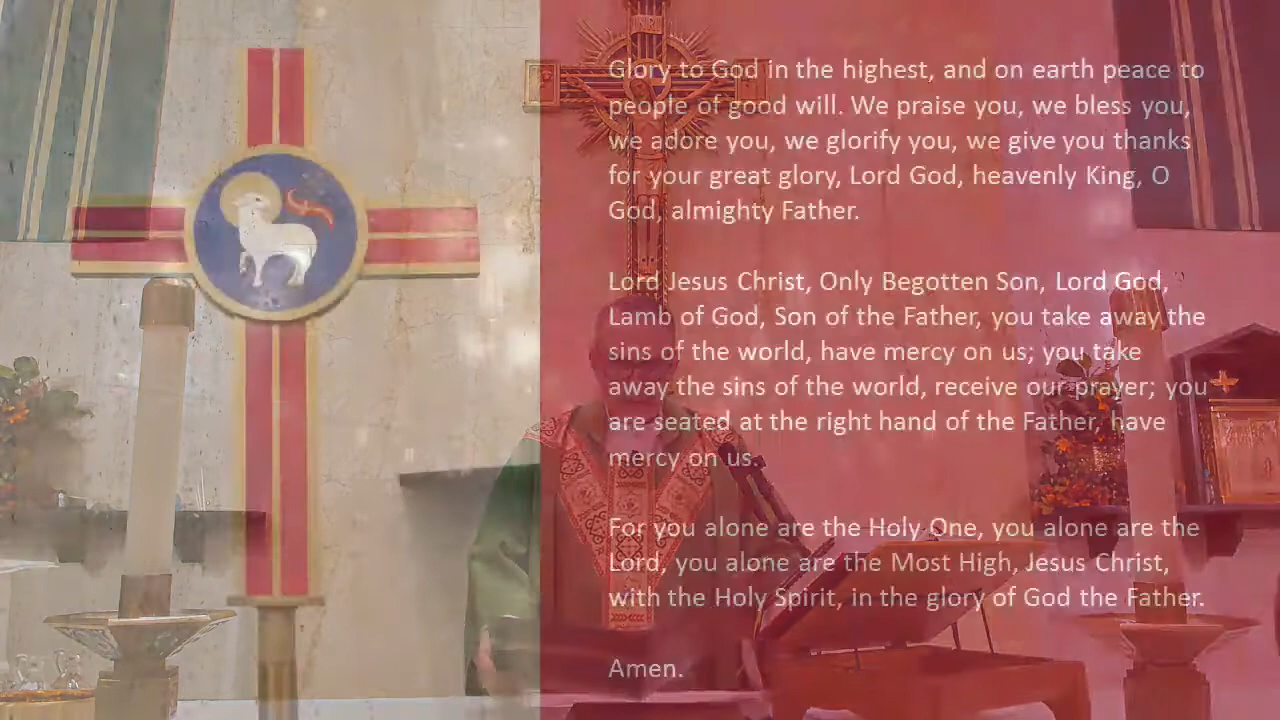 INRI
Glory to God in the highest, and on earth peace to
people of good will. We praise you, we bless you,
we adore you, we glorify you, we give you thanks
for your great glory, Lord God, heavenly King, O
God, almighty Father.
Lord Jesus Christ, Only Begotten Son, Lord God,
Lamb of God, Son of the Father, you take away the
sins of the world, have mercy on us; you take
away the sins of the world, receive our prayer; you
are seated at the right hand of the Father, have
mercy on us.
For you alone are the Holy One, you alone are the
Lord, you alone are the Most High, Jesus Christ,
with the Holy Spirit, in the glory of God the Father.
Amen.